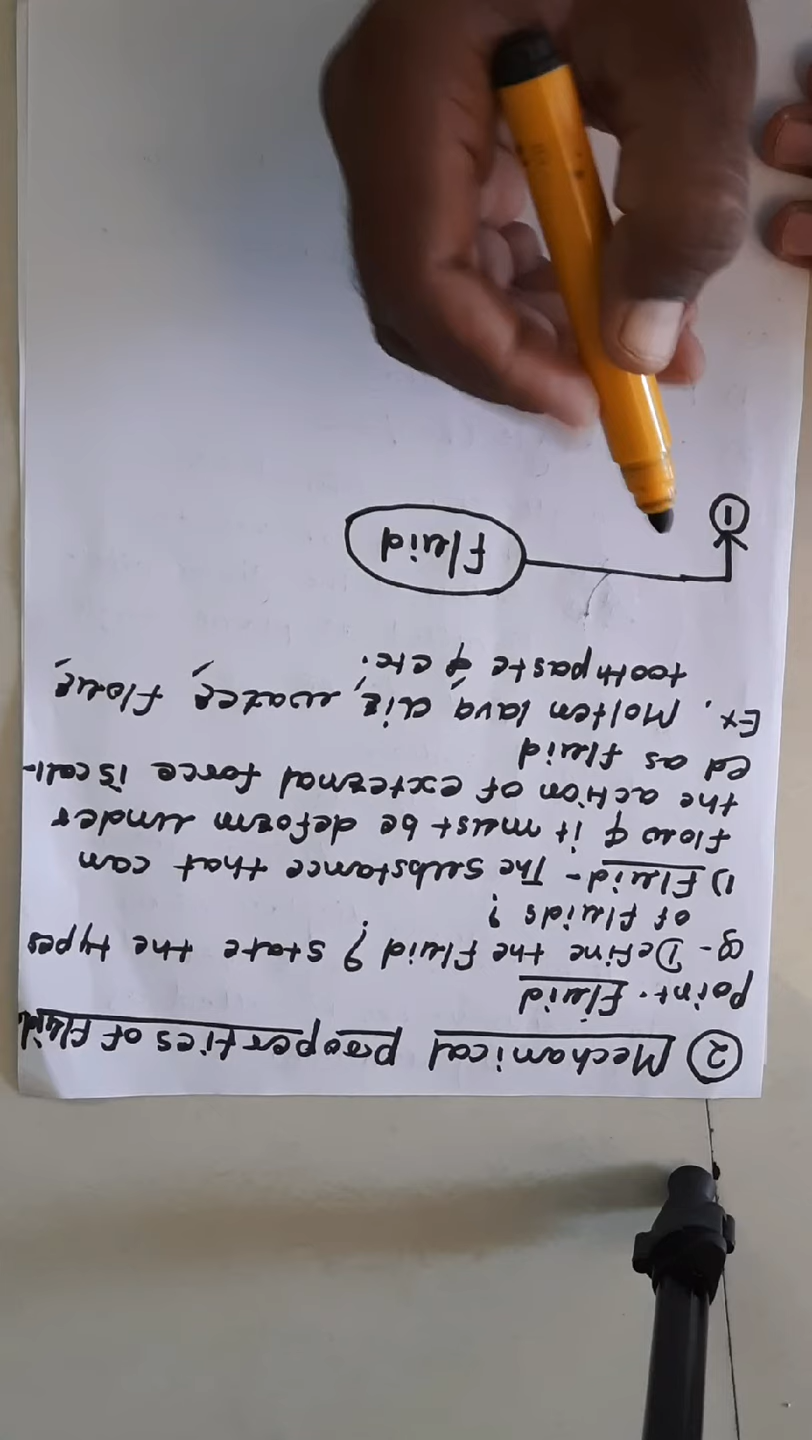 ② Mechanical properties of Fluid
point. Fluid
Q- Define the fluid? state the types
of fluids?
1) Fluid - The substance that can
flow & it must be deform under
the action of external force is call-
ed as fluid
Ex. Molten lava, air, water, flour,
toothpaste & etc.
fluid
①